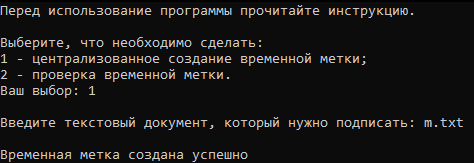 Перед использование программы прочитайте инструкцию.
Выберите, что необходимо сделать:
1 - централизованное создание временной метки;
2 - проверка временной метки.
Ваш выбор: 1
Введите текстовый документ, который нужно подписать: m.txt
Временная метка создана успешно